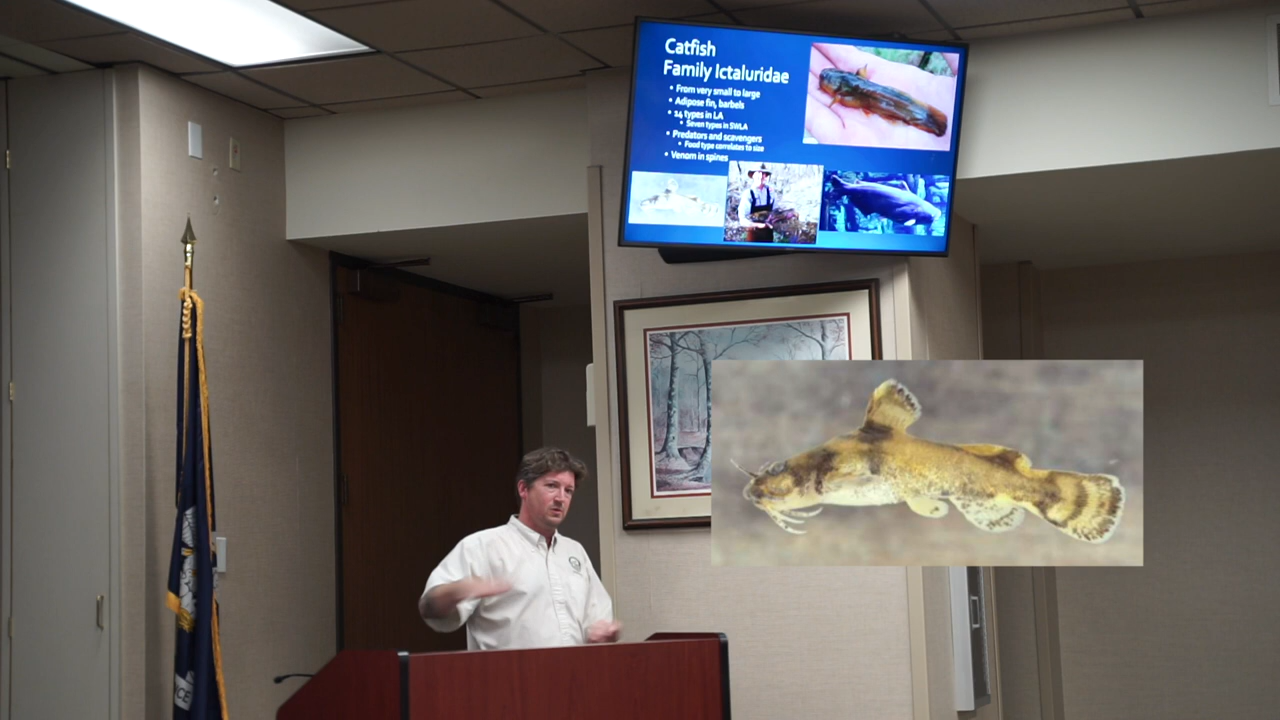 Catfish
Family Ictaluridae
• From very small to large
• Adipose fin, barbels
• 14 types in LA
• Seven types in SWLA
• Predators and scavengers
• Food type correlates to size
• Venom in spines